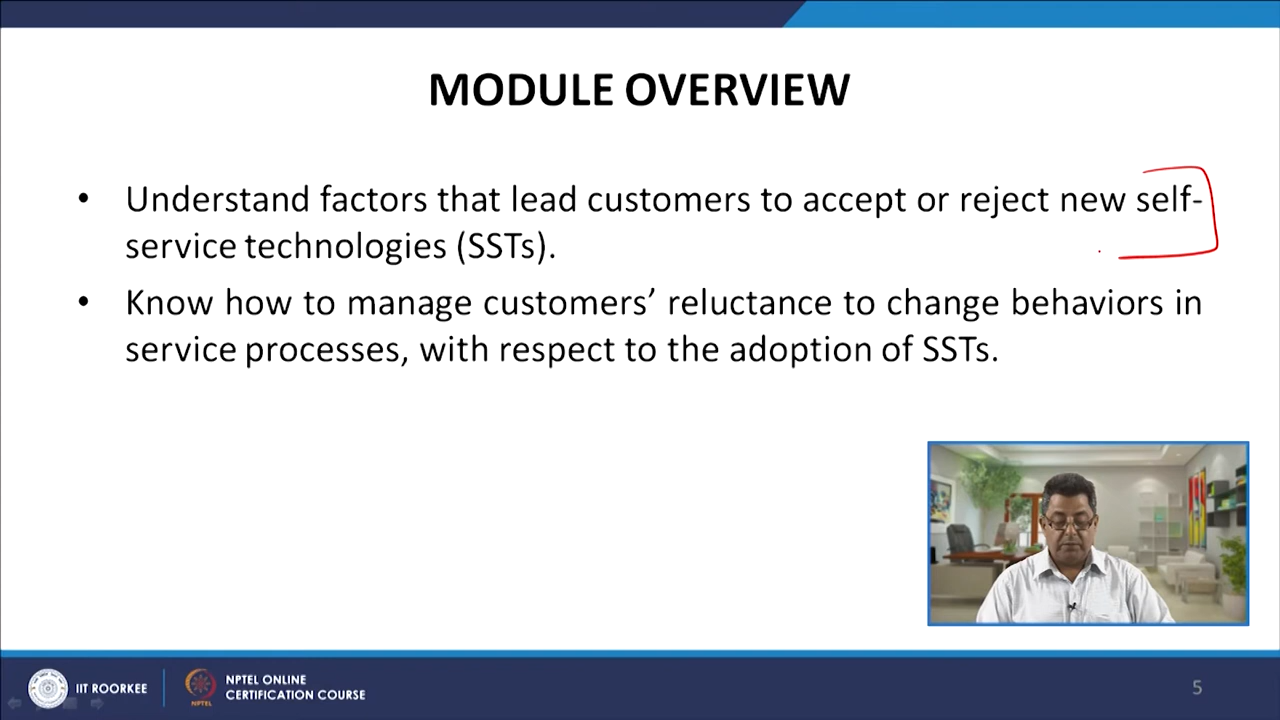 MODULE OVERVIEW
• Understand factors that lead customers to accept or reject new self-
service technologies (SSTs).
• Know how to manage customers’ reluctance to change behaviors in
service processes, with respect to the adoption of SSTs.
IIT ROORKEE
NPTEL
NPTEL ONLINE
CERTIFICATION COURSE
5